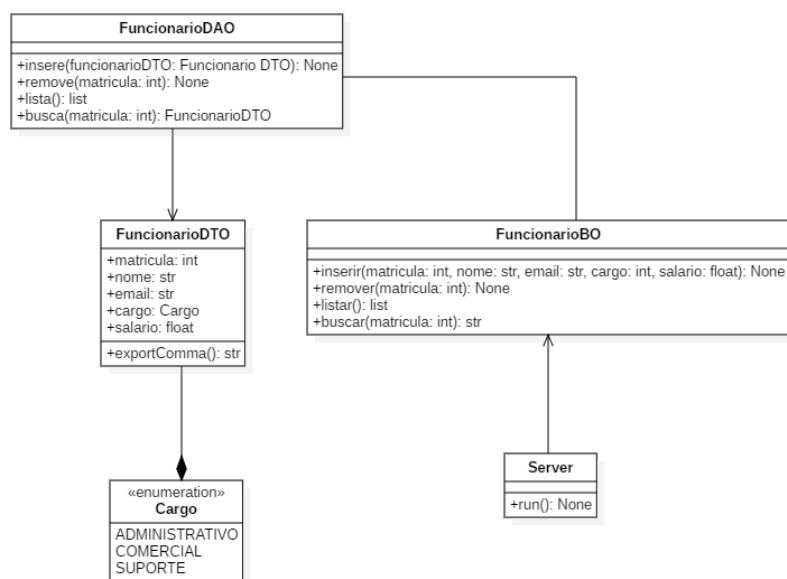 FuncionarioDAO
+insere(funcionarioDTO: Funcionario DTO): None
+remove(matricula: int): None
+lista(): list
+busca(matricula: int): FuncionarioDTO
FuncionarioDTO
+matricula: int
+nome: str
+email: str
+cargo: Cargo
+salario: float
+exportComma(): str
FuncionarioBO
+inserir(matricula: int, nome: str, email: str, cargo: int, salario: float): None
+remover(matricula: int): None
+listar(): list
+buscar(matricula: int): str
«enumeration»
Cargo
ADMINISTRATIVO
COMERCIAL
SUPORTE
Server
+run(): None